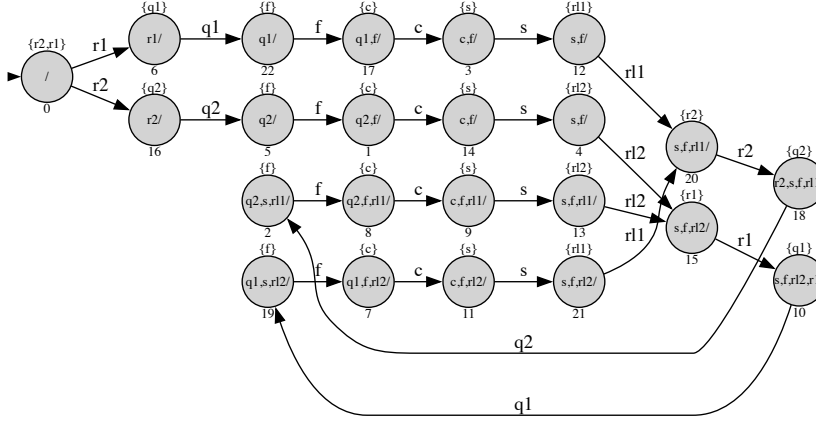 {r2,r1}
/
0
r1
r2
{q1}
r1/
6
q1
{f}
q1/
22
f
{c}
q1,f/
17
c
{s}
c,f/
3
s
{rl1}
s,f/
12
rl1
{q2}
r2/
16
q2
{f}
q2/
5
f
{c}
q2,f/
1
c
{s}
c,f/
14
s
{rl2}
s,f/
4
rl2
{f}
q2,s,rl1/
2
f
{c}
q2,f,rl1/
8
c
{s}
c,f,rl1/
9
s
{rl2}
s,f,rl1/
13
rl2
{f}
q1,s,rl2/
19
f
{c}
q1,f,rl2/
7
c
{s}
c,f,rl2/
11
s
{rl1}
s,f,rl2/
21
rl1
{r2}
s,f,rl1/
20
r2
{q2}
r2,s,f,rl1
18
{r1}
s,f,rl2/
15
r1
{q1}
s,f,rl2,r
10
q2
q1